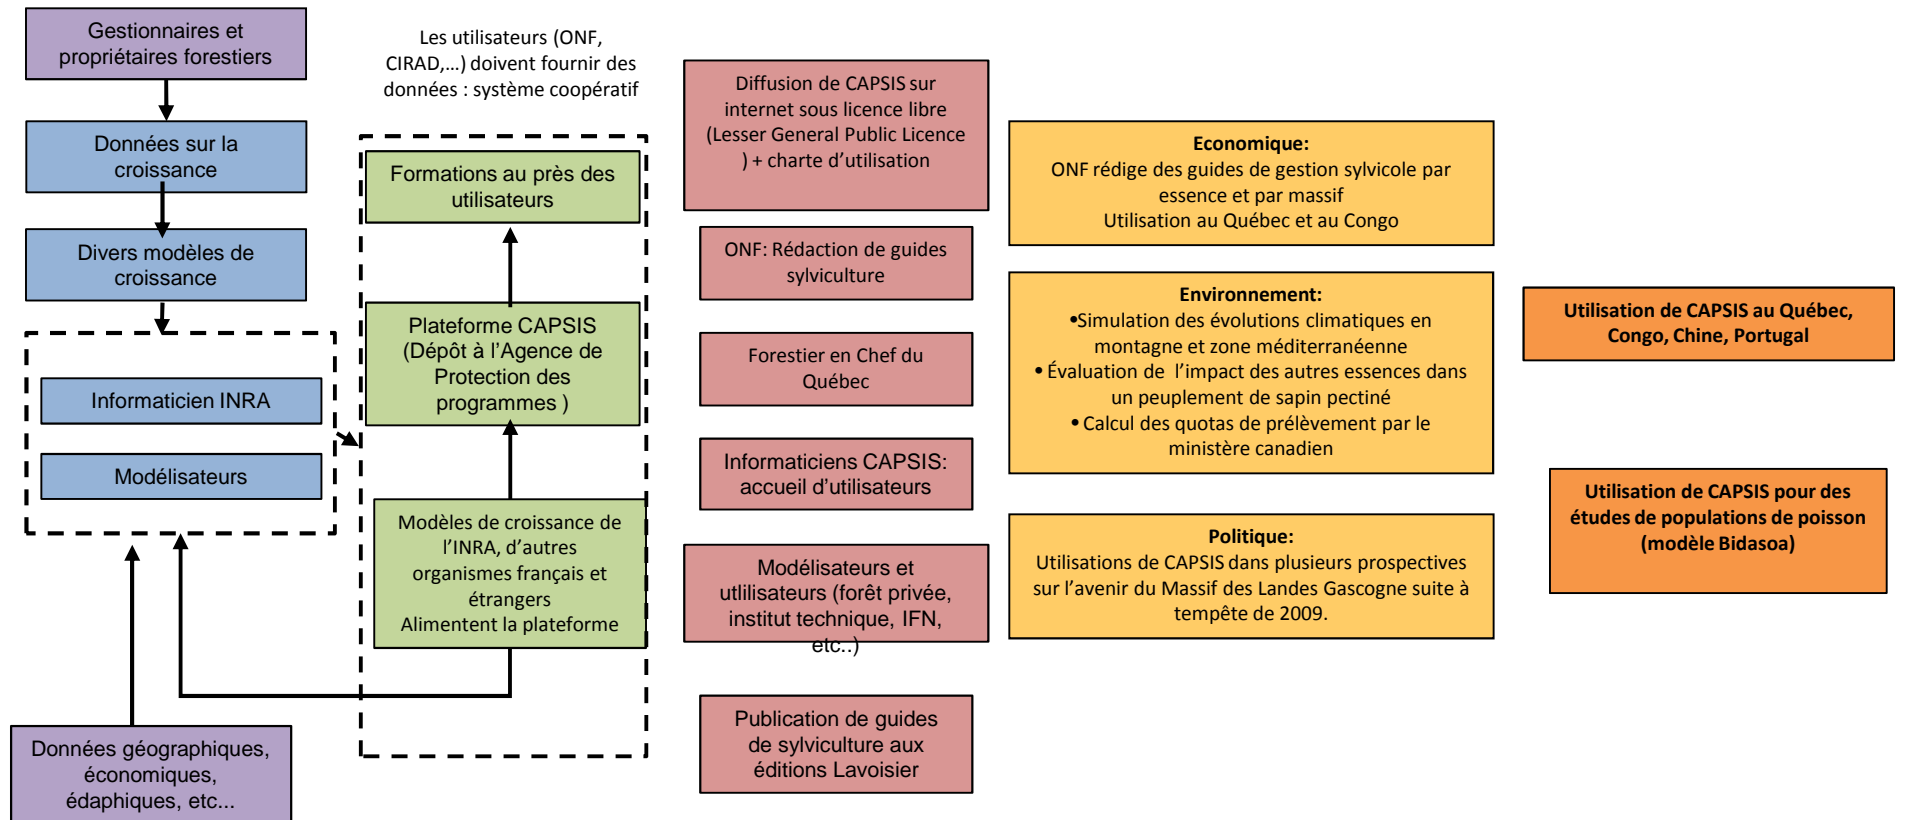 Gestionnaires et
propriétaires forestiers
Données sur la
croissance
Divers modèles de
croissance
Informaticien INRA
Modélisateurs
Données géographiques,
économiques,
édaphiques, etc...
Les utilisateurs (ONF,
CIRAD,...) doivent fournir des
données : système coopératif
Formations au près des
utilisateurs
Plateforme CAPSIS
(Dépôt à l'Agence de
Protection des
programmes )
Modèles de croissance de
l'INRA, d'autres
organismes français et
étrangers
Alimentent la plateforme
Diffusion de CAPSIS sur
internet sous licence libre
(Lesser General Public Licence
) + charte d'utilisation
ONF: Rédaction de guides
sylviculture
Forestier en Chef du
Québec
Informaticiens CAPSIS:
accueil d'utilisateurs
Modélisateurs et
utlilisateurs (forêt privée,
institut technique, IFN,
etc..)
Publication de guides
de sylviculture aux
éditions Lavoisier
Economique:
ONF rédige des guides de gestion sylvicole par
essence et par massif
Utilisation au Québec et au Congo
Environnement:
•Simulation des évolutions climatiques en
montagne et zone méditerranéenne
• Évaluation de l'impact des autres essences dans
un peuplement de sapin pectiné
• Calcul des quotas de prélèvement par le
ministère canadien
Politique:
Utilisations de CAPSIS dans plusieurs prospectives
sur l'avenir du Massif des Landes Gascogne suite à
tempête de 2009.
Utilisation de CAPSIS au Québec,
Congo, Chine, Portugal
Utilisation de CAPSIS pour des
études de populations de poisson
(modèle Bidasoa)